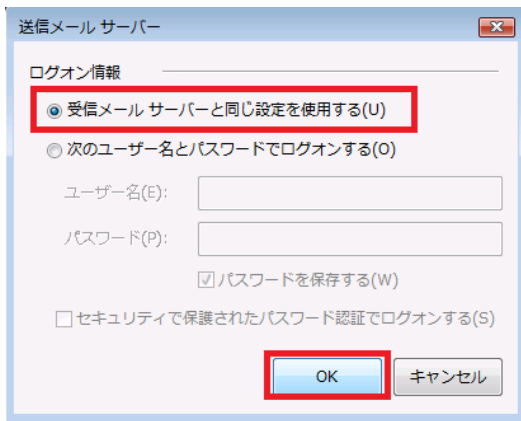 送信メール サーバー
ログオン情報
受信メール サーバーと同じ設定を使用する(U)
次のユーザー名とパスワードでログオンする(O)
ユーザー名(E):
パスワード(P):
パスワードを保存する(W)
セキュリティで保護されたパスワード認証でログオンする(S)
OK キャンセル